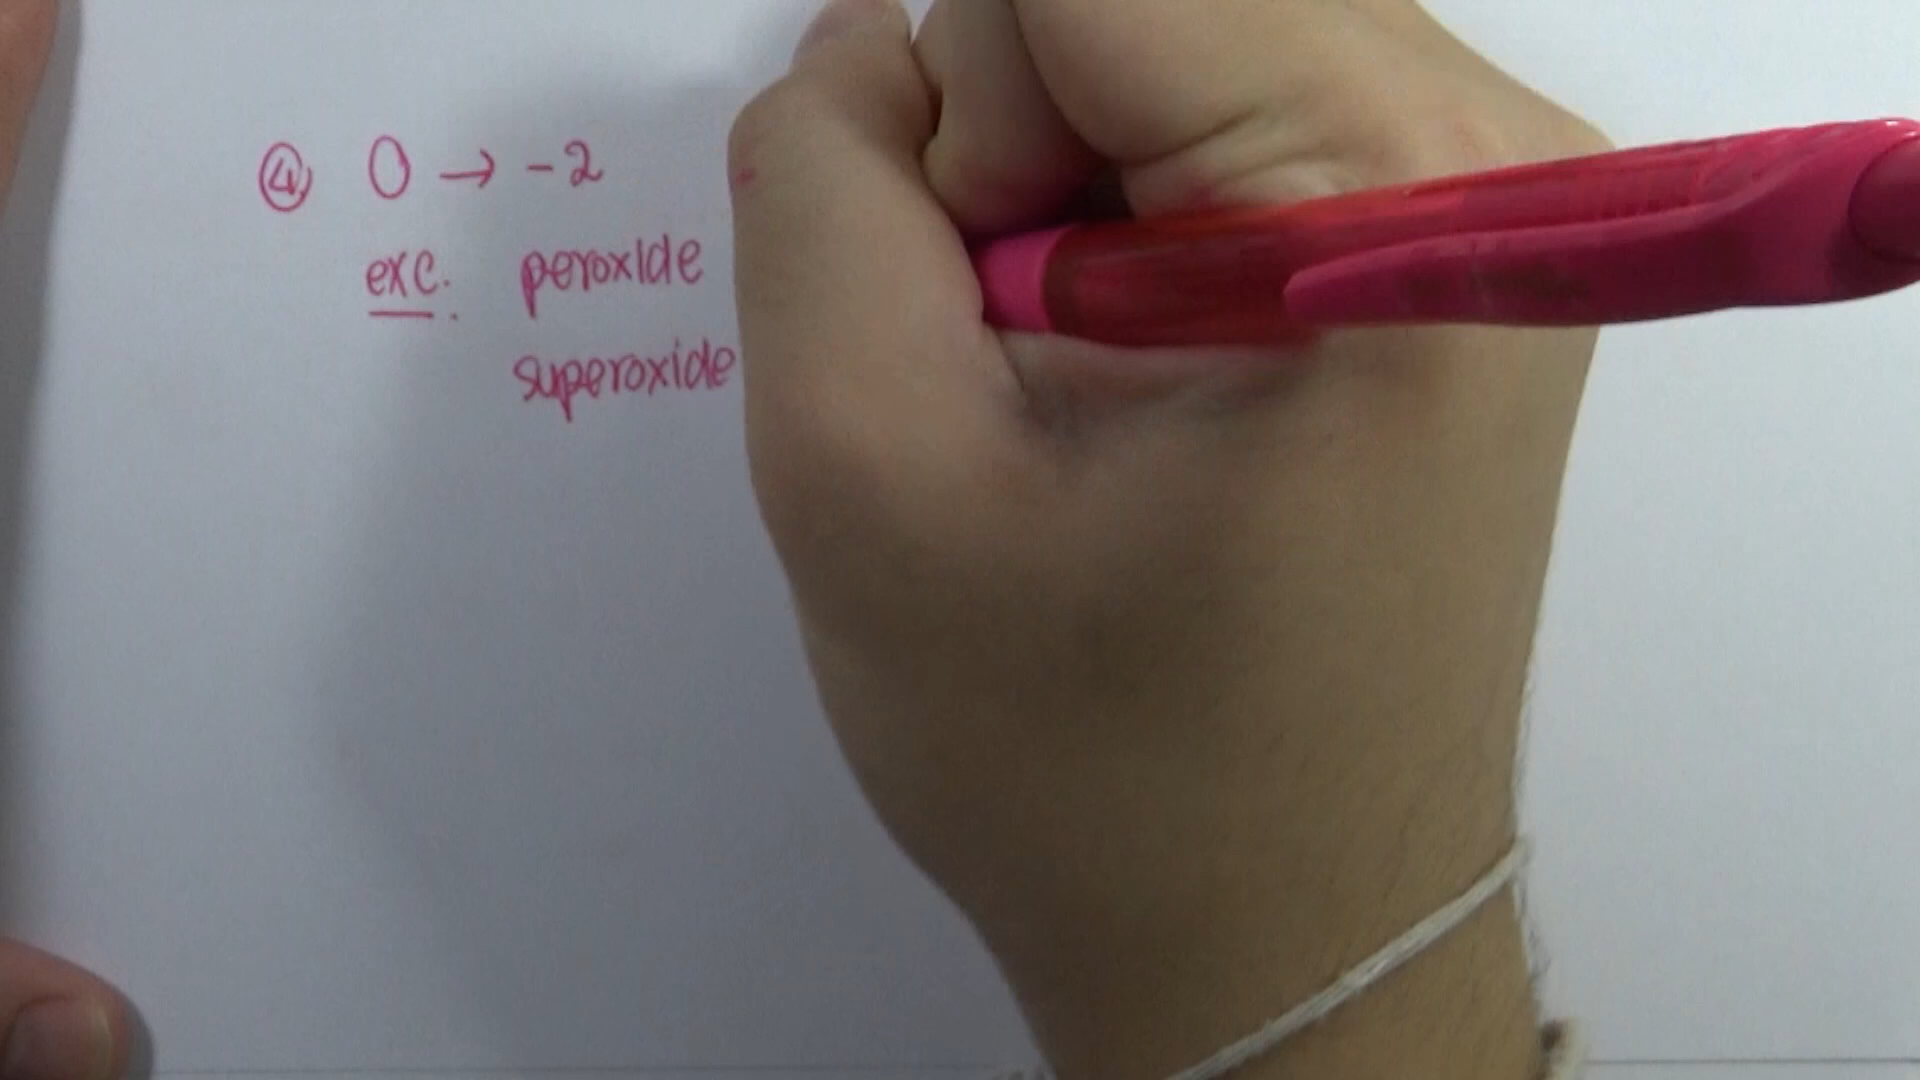 ④ O → -2
exc. peroxide
superoxide